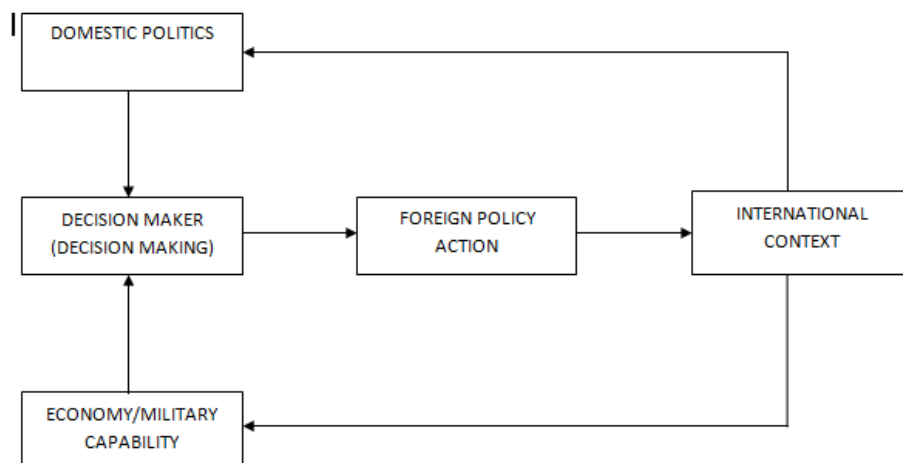 DOMESTIC POLITICS
DECISION MAKER
(DECISION MAKING)
FOREIGN POLICY
ACTION
INTERNATIONAL
CONTEXT
ECONOMY/MILITARY
CAPABILITY